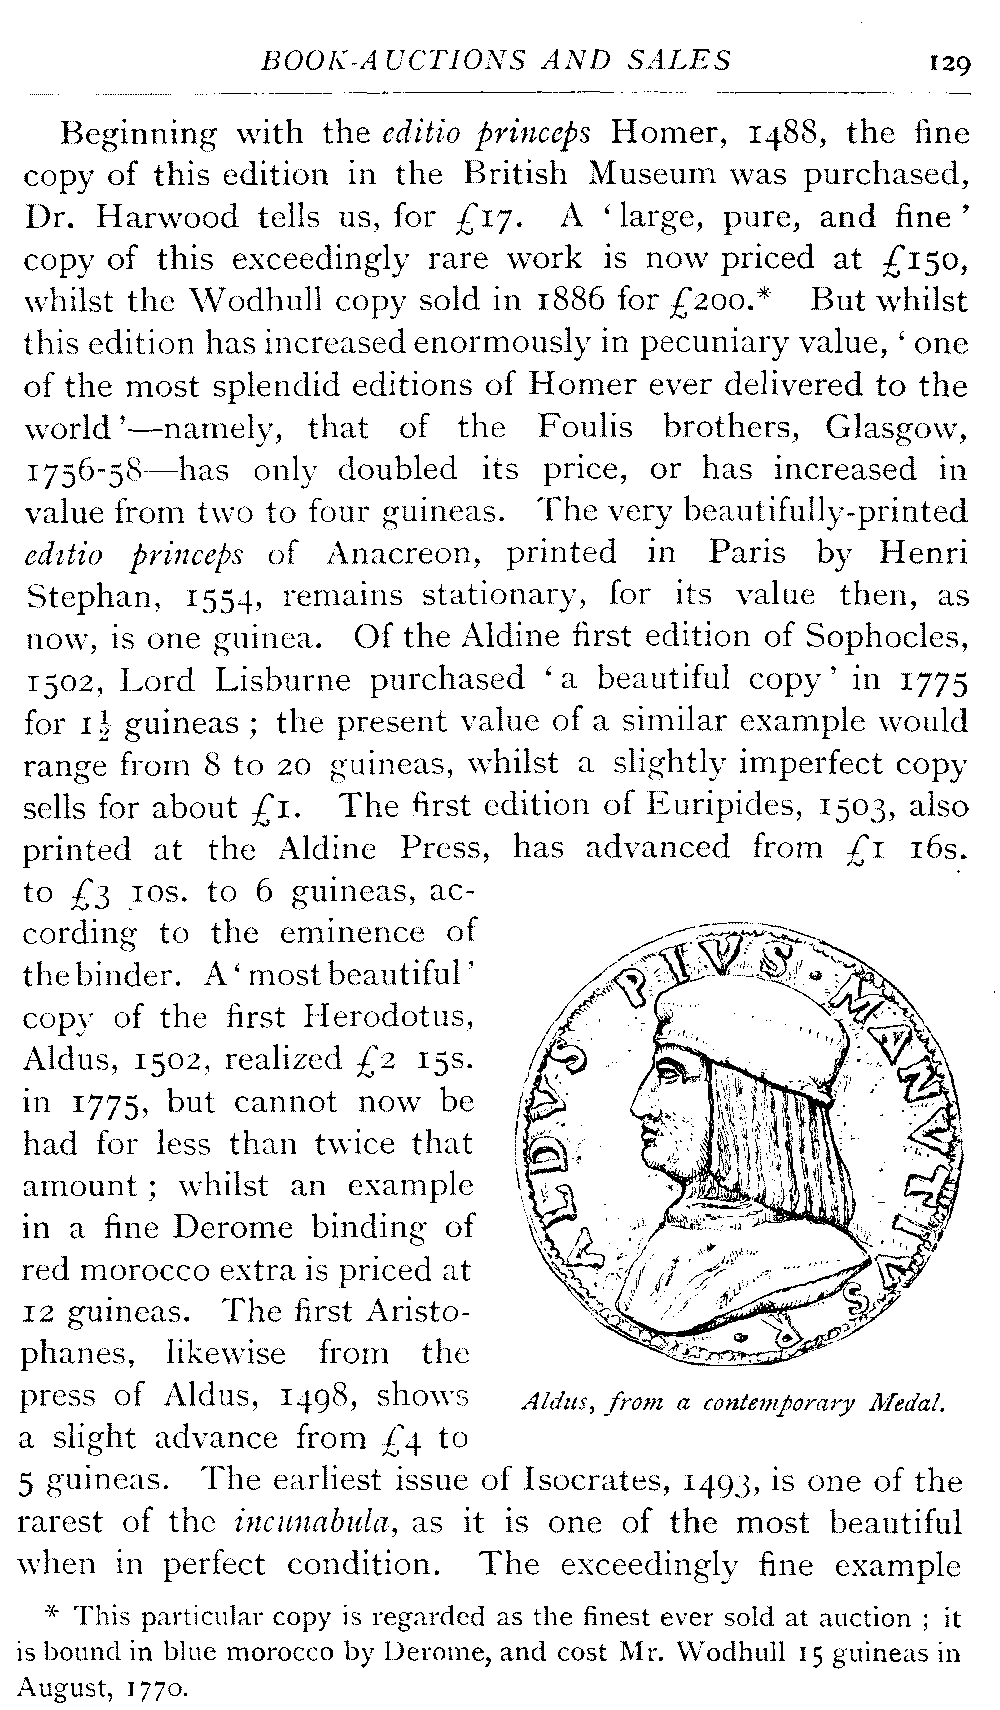 BOOK-AUCTIONS AND SALES 129
Beginning with the editio princeps Homer, 1488, the fine
copy of this edition in the British Museum was purchased,
Dr. Harwood tells us, for £17. A ‘large, pure, and fine’
copy of this exceedingly rare work is now priced at £150,
whilst the Wodhull copy sold in 1886 for £200.* But whilst
this edition has increased enormously in pecuniary value, ‘one
of the most splendid editions of Homer ever delivered to the
world’—namely, that of the Foulis brothers, Glasgow,
1756-58—has only doubled its price, or has increased in
value from two to four guineas. The very beautifully-printed
editio princeps of Anacreon, printed in Paris by Henri
Stephan, 1554, remains stationary, for its value then, as
now, is one guinea. Of the Aldine first edition of Sophocles,
1502, Lord Lisburne purchased ‘a beautiful copy’ in 1775
for 1½ guineas; the present value of a similar example would
range from 8 to 20 guineas, whilst a slightly imperfect copy
sells for about £1. The first edition of Euripides, 1503, also
printed at the Aldine Press, has advanced from £1 16s.
to £3 10s. to 6 guineas, ac-
cording to the eminence of
the binder. A ‘most beautiful’
copy of the first Herodotus,
Aldus, 1502, realized £2 15s.
in 1775, but cannot now be
had for less than twice that
amount; whilst an example
in a fine Derome binding of
red morocco extra is priced at
12 guineas. The first Aristo-
phanes, likewise from the
press of Aldus, 1498, shows
a slight advance from £4 to
ALDVS PIVS MANVTIVS
Aldus, from a contemporary Medal.
5 guineas. The earliest issue of Isocrates, 1493, is one of the
rarest of the incunabula, as it is one of the most beautiful
when in perfect condition. The exceedingly fine example
* This particular copy is regarded as the finest ever sold at auction; it
is bound in blue morocco by Derome, and cost Mr. Wodhull 15 guineas in
August, 1770.